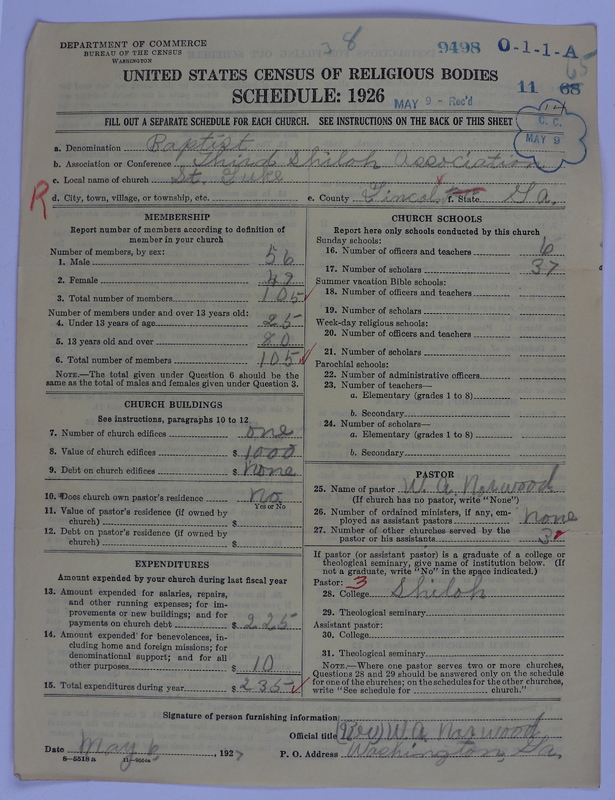 DEPARTMENT OF COMMERCE
BUREAU OF THE CENSUS
WASHINGTON
38
9498
O-1-1-A
65
11 68
UNITED STATES CENSUS OF RELIGIOUS BODIES
SCHEDULE: 1926
MAY 9 - Rec'd
FILL OUT A SEPARATE SCHEDULE FOR EACH CHURCH. SEE INSTRUCTIONS ON THE BACK OF THIS SHEET
C. C.
MAY 9
a. Denomination Baptist
b. Association or Conference Third Shiloh Association
c. Local name of church St. Luke
R
d. City, town, village, or township, etc.
e. County Lincoln f. State Ga.
MEMBERSHIP
Report number of members according to definition of
member in your church
Number of members, by sex:
1. Male 56
2. Female 49
3. Total number of members 105
Number of members under and over 13 years old:
4. Under 13 years of age 25
5. 13 years old and over 80
6. Total number of members 105
NOTE.—The total given under Question 6 should be
same as the total of males and females given under Question 3.
CHURCH BUILDINGS
See instructions, paragraphs 10 to 12
7. Number of church edifices one
8. Value of church edifices $ 1000
9. Debt on church edifices $ None
10. Does church own pastor's residence no
Yes or No
11. Value of pastor's residence (if owned by
church) $
12. Debt on pastor's residence (if owned by
church) $
EXPENDITURES
Amount expended by your church during last fiscal year
13. Amount expended for salaries, repairs,
and other running expenses; for im-
provements or new buildings; and for
payments on church debt $ 225
14. Amount expended for benevolences, in-
cluding home and foreign missions; for
denominational support; and for all
other purposes $ 10
15. Total expenditures during year $ 235
CHURCH SCHOOLS
Report here only schools conducted by this church
Sunday schools:
16. Number of officers and teachers 6
17. Number of scholars 37
Summer vacation Bible schools:
18. Number of officers and teachers
19. Number of scholars
Week-day religious schools:
20. Number of officers and teachers
21. Number of scholars
Parochial schools:
22. Number of administrative officers
23. Number of teachers—
a. Elementary (grades 1 to 8)
b. Secondary
24. Number of scholars—
a. Elementary (grades 1 to 8)
b. Secondary
PASTOR
25. Name of pastor W. A. Norwood
(If church has no pastor, write "None")
26. Number of ordained ministers, if any, em-
ployed as assistant pastors None
27. Number of other churches served by the
pastor or his assistants 3
If pastor (or assistant pastor) is a graduate of a college or
theological seminary, give name of institution below. (If
not a graduate, write "No" in the space indicated.)
Pastor: 3
28. College Shiloh
29. Theological seminary
Assistant pastor:
30. College
31. Theological seminary
NOTE.—Where one pastor serves two or more churches,
Questions 28 and 29 should be answered only on the schedule
for one of the churches; on the schedules for the other churches,
write "See schedule for church."
Signature of person furnishing information
Official title (Rev) W. A. Norwood
Date May 6, 1927
P. O. Address Washington, Ga.
8—5518 a